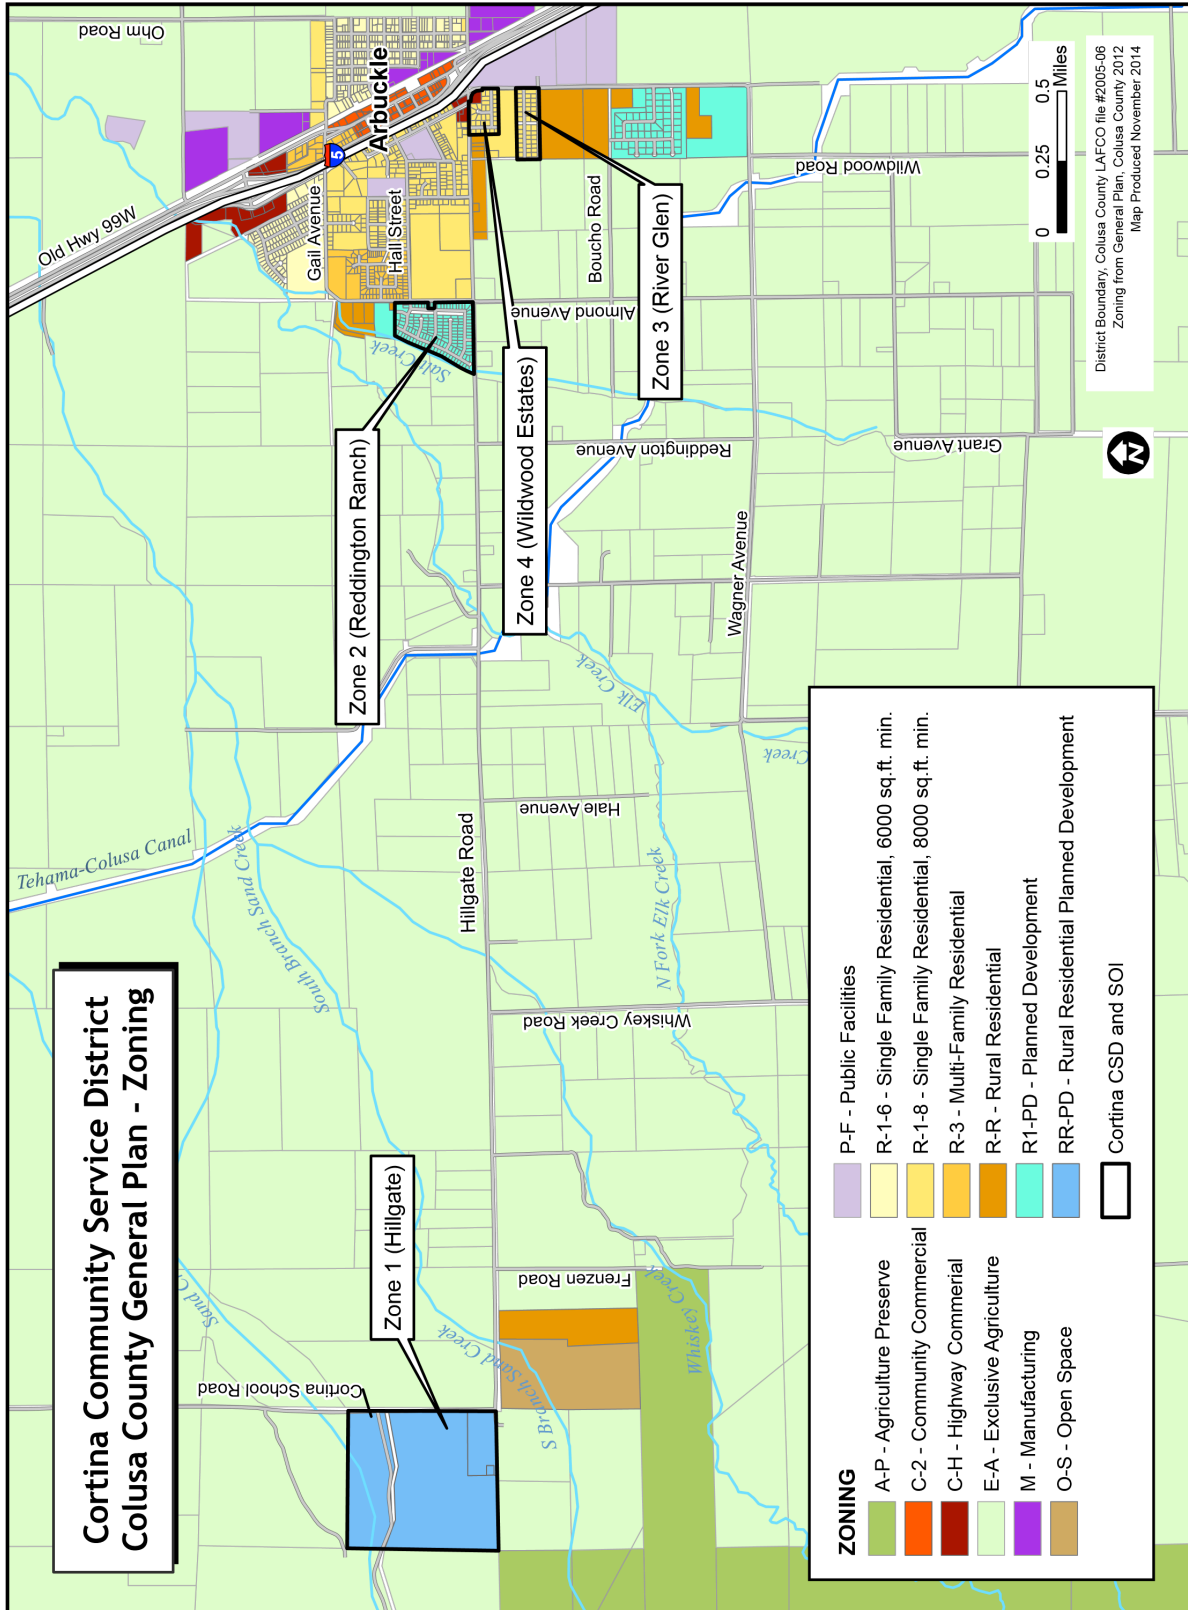 Cortina Community Service District
Colusa County General Plan - Zoning
Tehama-Colusa Canal
South Branch Sand Creek
Old Hwy 99W
5
Ohm Road
Arbuckle
Gail Avenue
Hall Street
Salt Creek
Zone 2 (Reddington Ranch)
Zone 1 (Hillgate)
Cortina School Road
S Branch Sand Creek
Hillgate Road
Zone 4 (Wildwood Estates)
Almond Avenue
Boucho Road
Zone 3 (River Glen)
Wildwood Road
Reddington Avenue
Grant Avenue
Wagner Avenue
Elk Creek
Creek
Hale Avenue
N Fork Elk Creek
Whiskey Creek Road
Frenzen Road
Whiskey Creek
ZONING
A-P - Agriculture Preserve
C-2 - Community Commercial
C-H - Highway Commerial
E-A - Exclusive Agriculture
M - Manufacturing
O-S - Open Space
P-F - Public Facilities
R-1-6 - Single Family Residential, 6000 sq.ft. min.
R-1-8 - Single Family Residential, 8000 sq.ft. min.
R-3 - Multi-Family Residential
R-R - Rural Residential
R1-PD - Planned Development
RR-PD - Rural Residential Planned Development
Cortina CSD and SOI
N
0 0.25 0.5
Miles
District Boundary, Colusa County LAFCO file #2005-06
Zoning from General Plan, Colusa County 2012
Map Produced November 2014